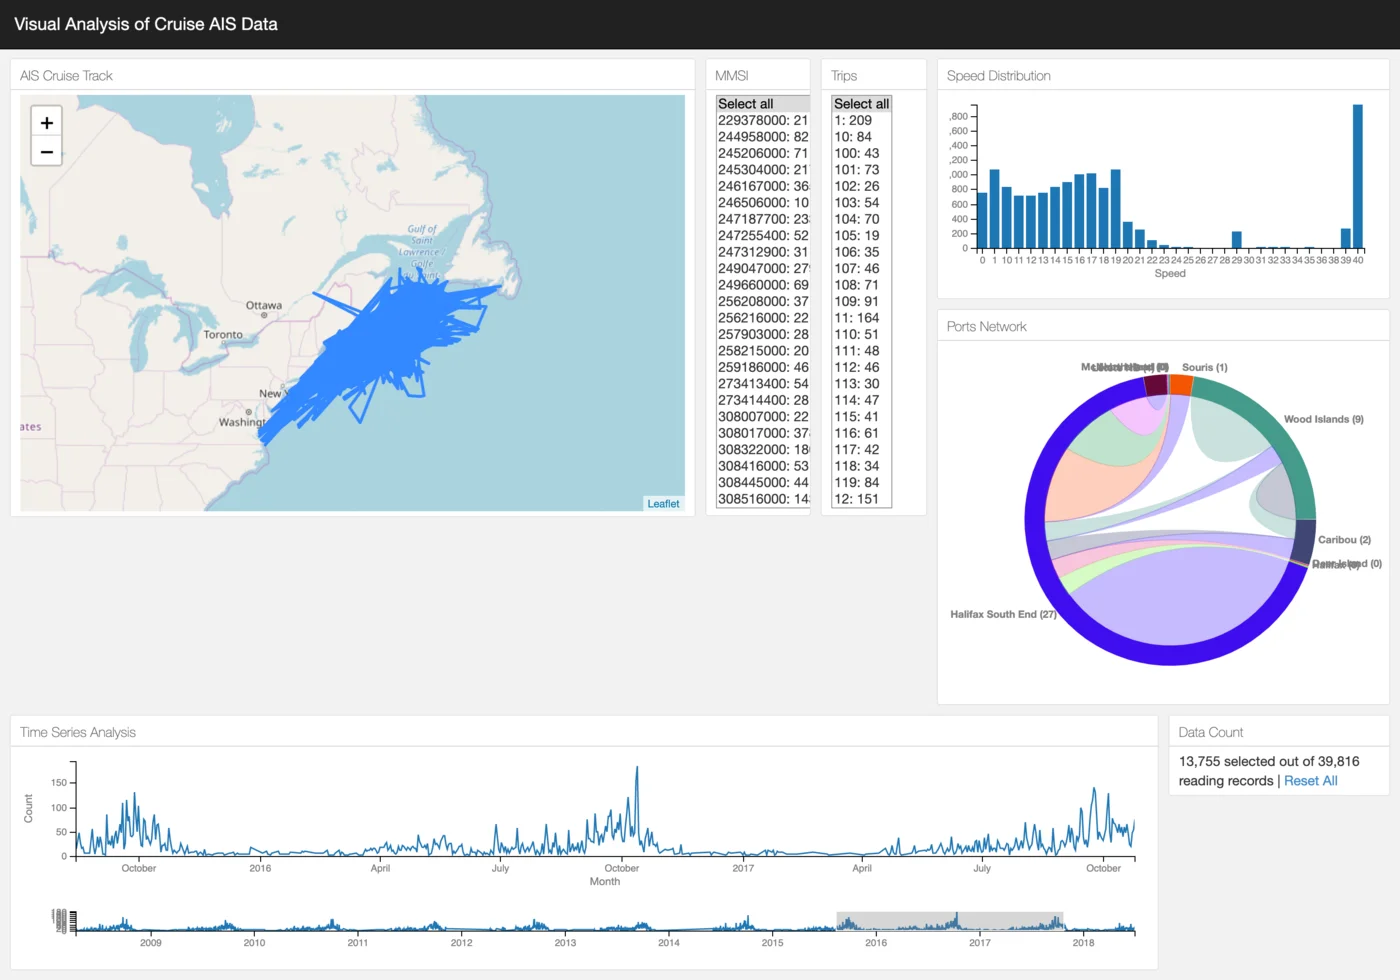 Visual Analysis of Cruise AIS Data
AIS Cruise Track
+
−
Gulf of
Saint
Lawrence /
Golfe
Ottawa
Toronto
New
Washingt
ates
Leaflet
MMSI
Select all
229378000: 21
244958000: 82
245206000: 71
245304000: 21
246167000: 36
246506000: 10
247187700: 23
247255400: 52
247312900: 31
249047000: 27
249660000: 69
256208000: 37
256216000: 22
257903000: 28
258215000: 20
259186000: 46
273413400: 54
273414400: 28
308007000: 22
308017000: 37
308322000: 18
308416000: 53
308445000: 44
308516000: 14
Trips
Select all
1: 209
10: 84
100: 43
101: 73
102: 26
103: 54
104: 70
105: 19
106: 35
107: 46
108: 71
109: 91
11: 164
110: 51
111: 48
112: 46
113: 30
114: 47
115: 41
116: 61
117: 42
118: 34
119: 84
12: 151
Speed Distribution
,800
,600
,400
,200
,000
800
600
400
200
0
0 1 10 11 12 13 14 15 16 17 18 19 20 21 22 23 24 25 26 27 28 29 30 31 32 33 34 35 36 38 39 40
Speed
Ports Network
Souris (1)
Wood Islands (9)
Caribou (2)
Halifax South End (27)
Time Series Analysis
Count
150
100
50
0
October 2016 April July October 2017 April July October
Month
2009 2010 2011 2012 2013 2014 2015 2016 2017 2018
Data Count
13,755 selected out of 39,816
reading records | Reset All